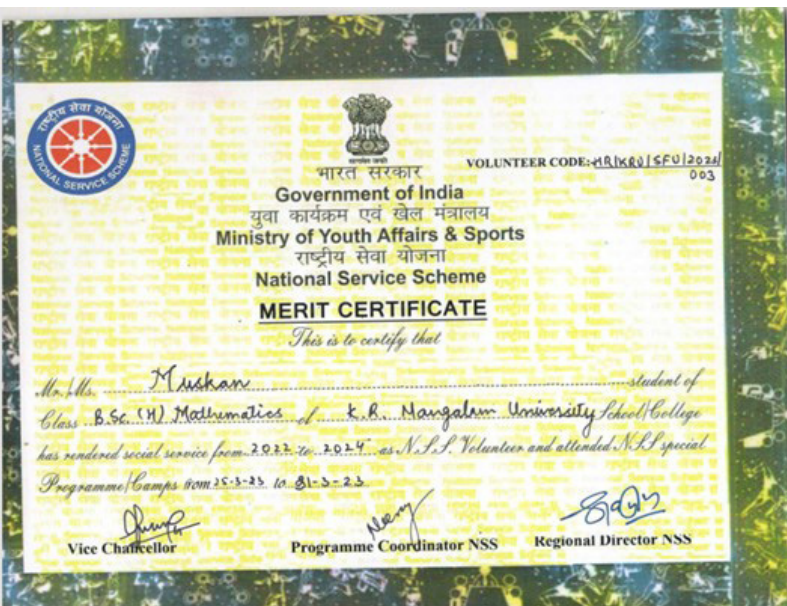 राष्ट्रीय सेवा योजना
NATIONAL SERVICE SCHEME
सत्यमेव जयते
VOLUNTEER CODE:-HR/KRU/SFU/2022/
003
भारत सरकार
Government of India
युवा कार्यक्रम एवं खेल मंत्रालय
Ministry of Youth Affairs & Sports
राष्ट्रीय सेवा योजना
National Service Scheme
MERIT CERTIFICATE
This is to certify that
Mr./Ms. Muskan student of
Class B.Sc (H) Mathematics of K.R. Mangalam University School/College
has rendered social service from 2022 to 2024 as N.S.S. Volunteer and attended NSS special
Programme/Camps from 25-3-23 to 31-3-23
Vice Chancellor
Programme Coordinator NSS
Regional Director NSS